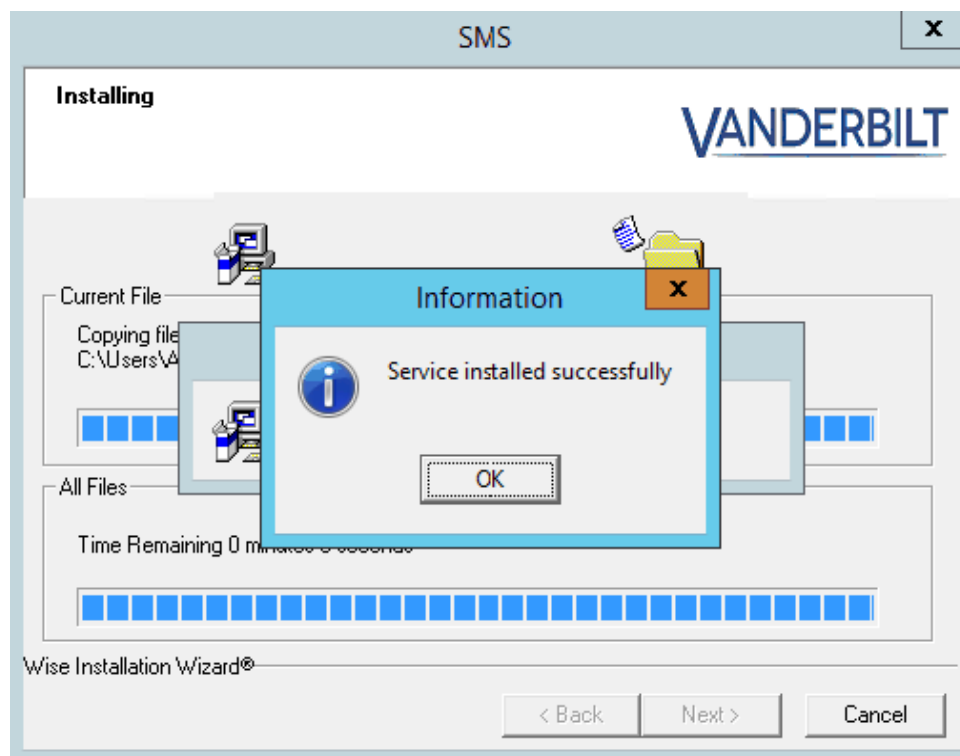 SMS
X
Installing
VANDERBILT
Current File
Copying file
C:\Users\A
Information
X
Service installed successfully
OK
All Files
Time Remaining 0
Wise Installation Wizard®
< Back
Next >
Cancel